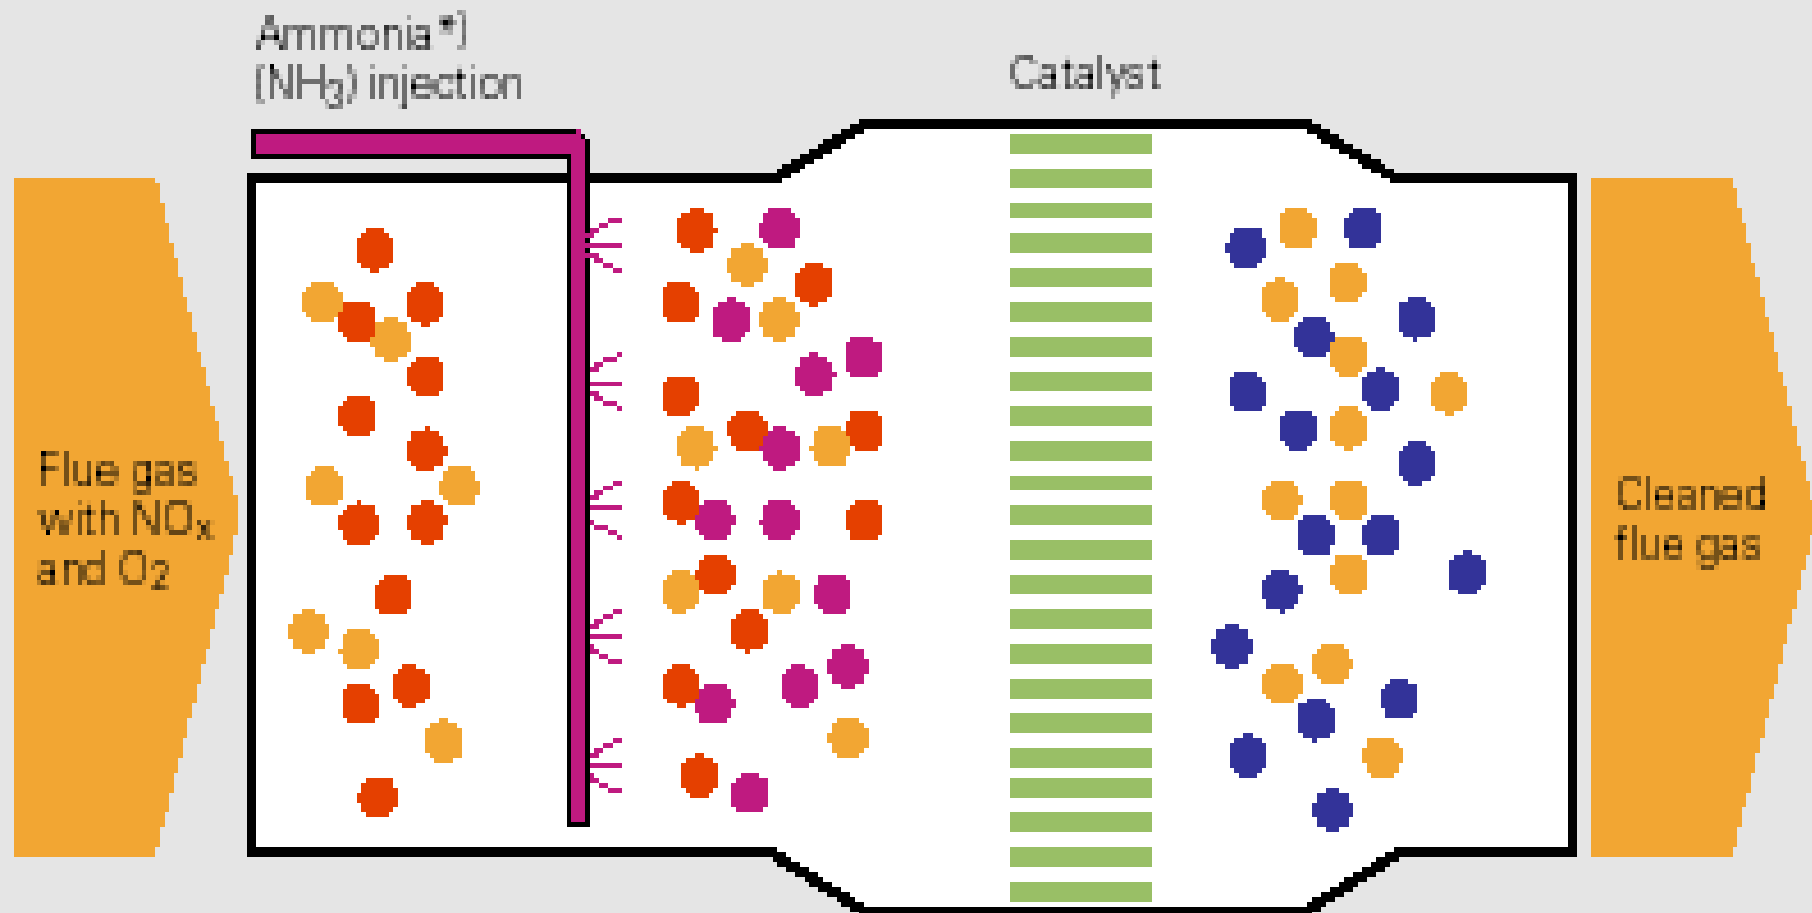 Ammonia*)
(NH₃) injection
Catalyst
Flue gas
with NOₓ
and O₂
Cleaned
flue gas